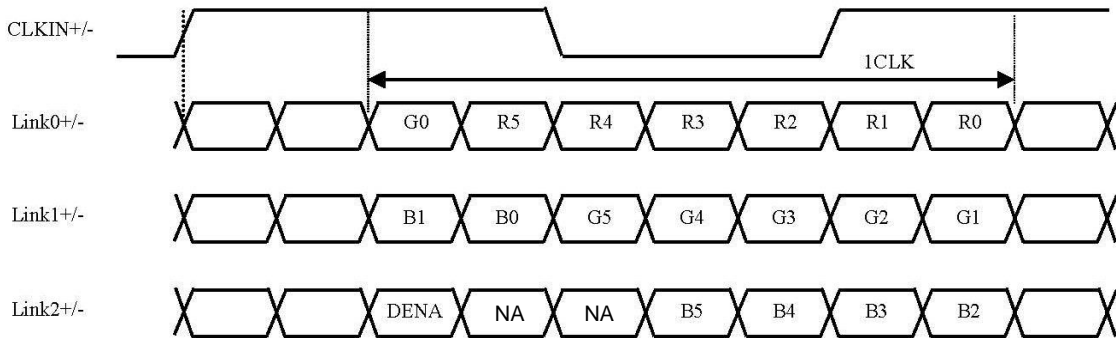 CLKIN+/-
1CLK
Link0+/- G0 R5 R4 R3 R2 R1 R0
Link1+/- B1 B0 G5 G4 G3 G2 G1
Link2+/- DENA NA NA B5 B4 B3 B2